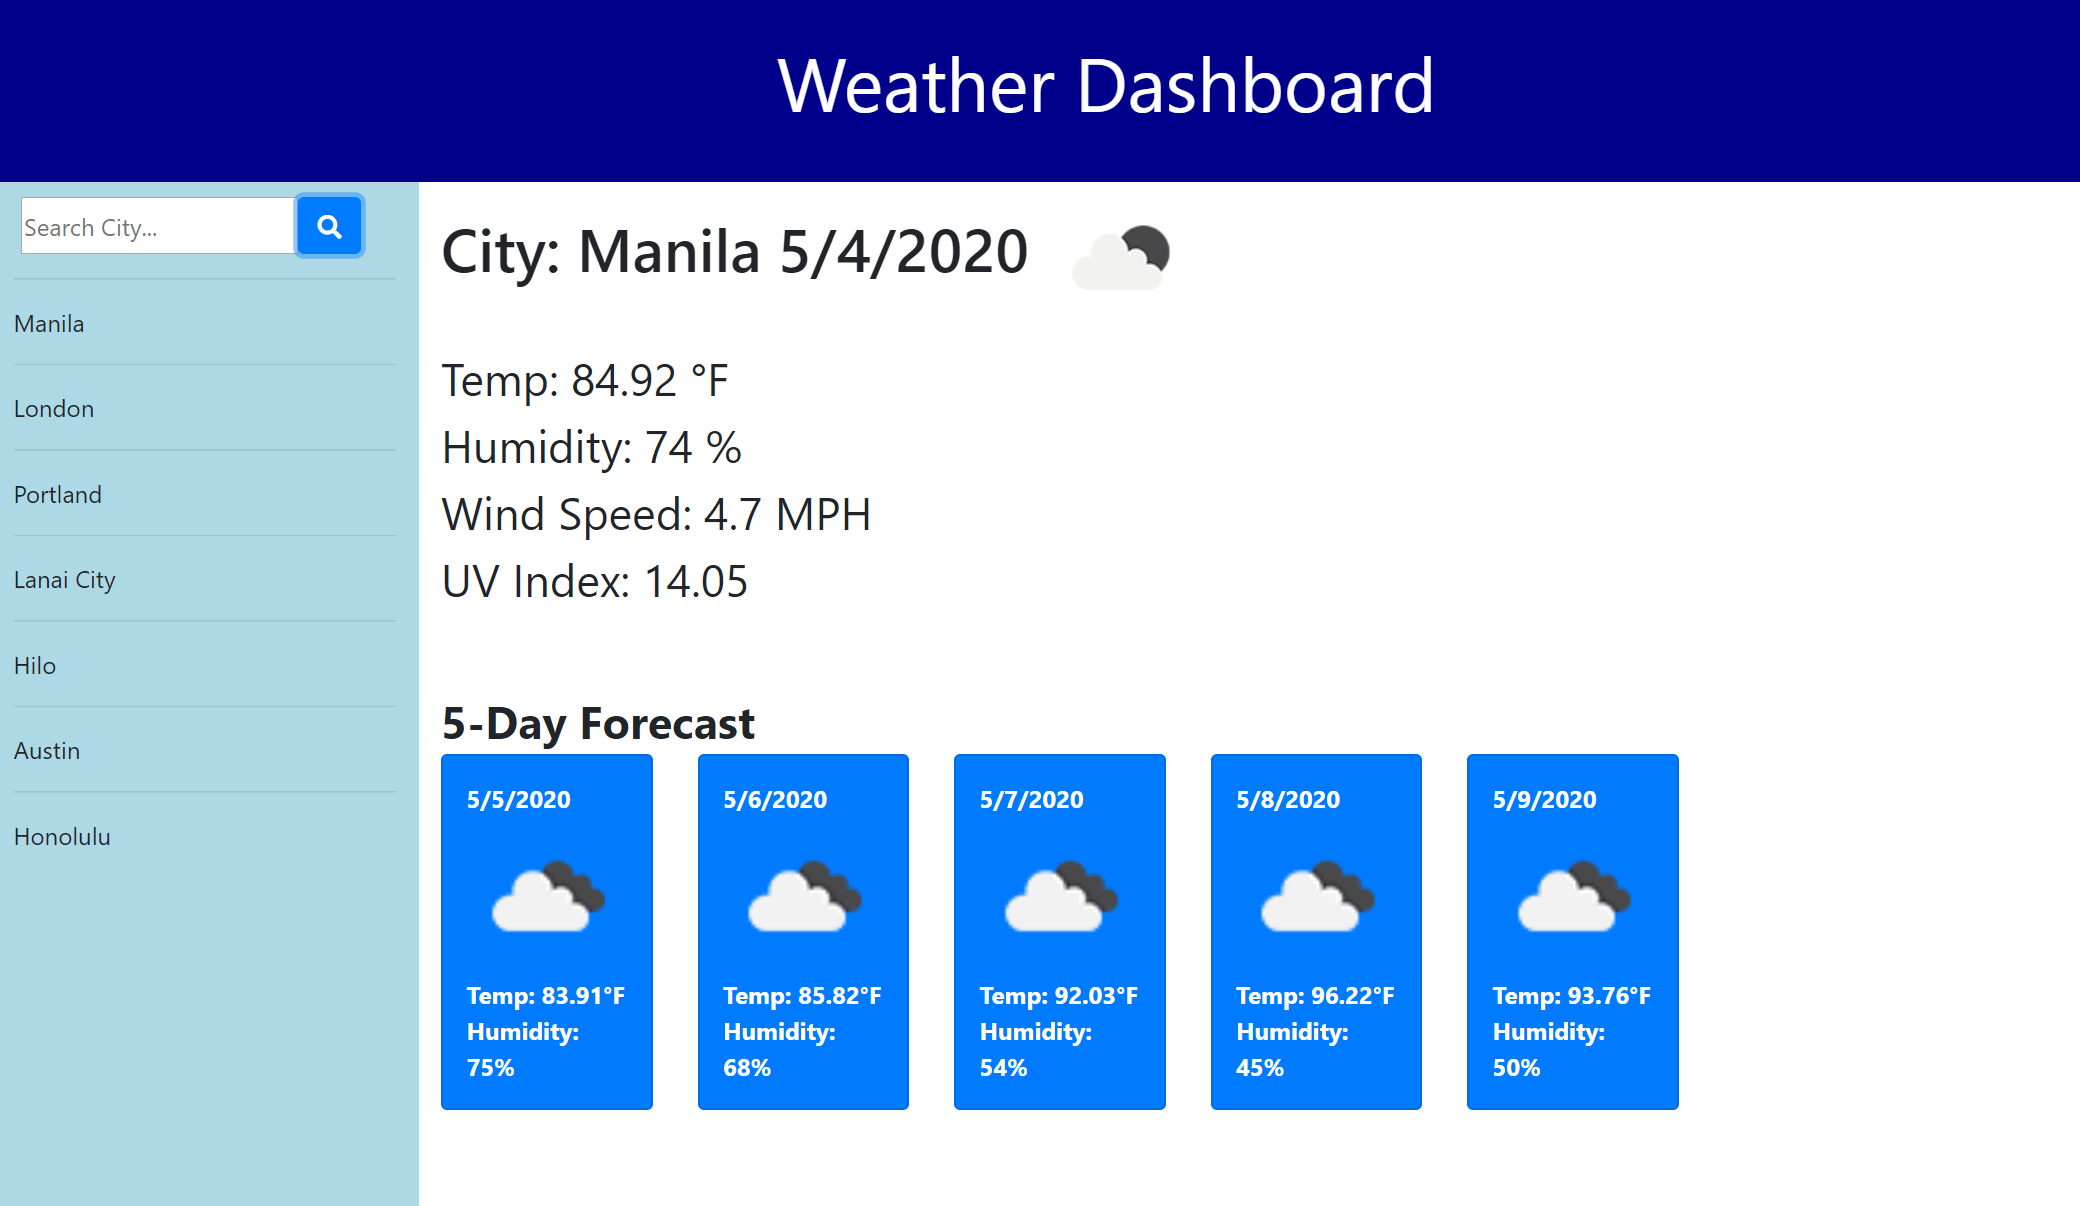 Weather Dashboard
Search City...
Manila
London
Portland
Lanai City
Hilo
Austin
Honolulu
City: Manila 5/4/2020
Temp: 84.92 °F
Humidity: 74 %
Wind Speed: 4.7 MPH
UV Index: 14.05
5-Day Forecast
5/5/2020
Temp: 83.91°F
Humidity:
75%
5/6/2020
Temp: 85.82°F
Humidity:
68%
5/7/2020
Temp: 92.03°F
Humidity:
54%
5/8/2020
Temp: 96.22°F
Humidity:
45%
5/9/2020
Temp: 93.76°F
Humidity:
50%